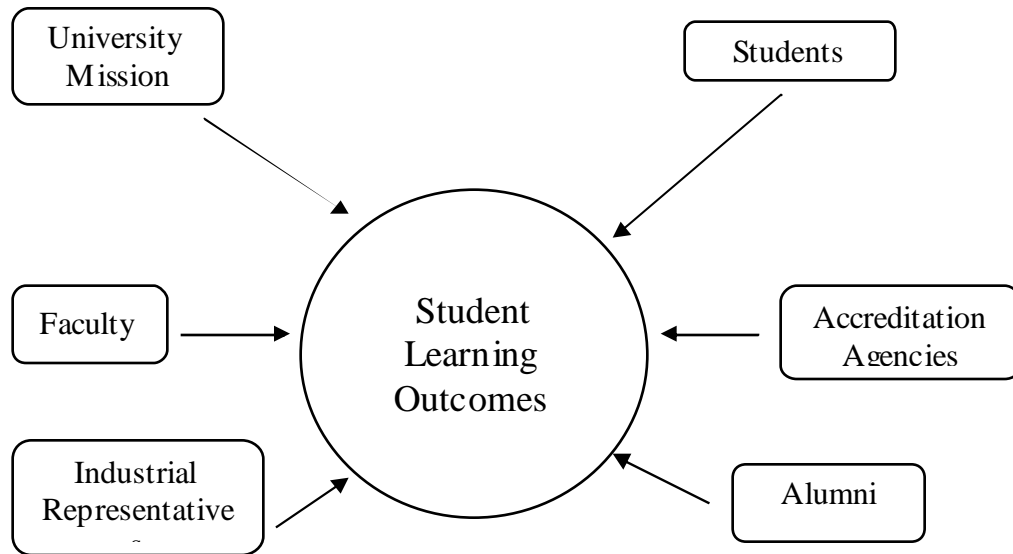 University
Mission
Students
Faculty
Student
Learning
Outcomes
Accreditation
Agencies
Industrial
Representative
s
Alumni